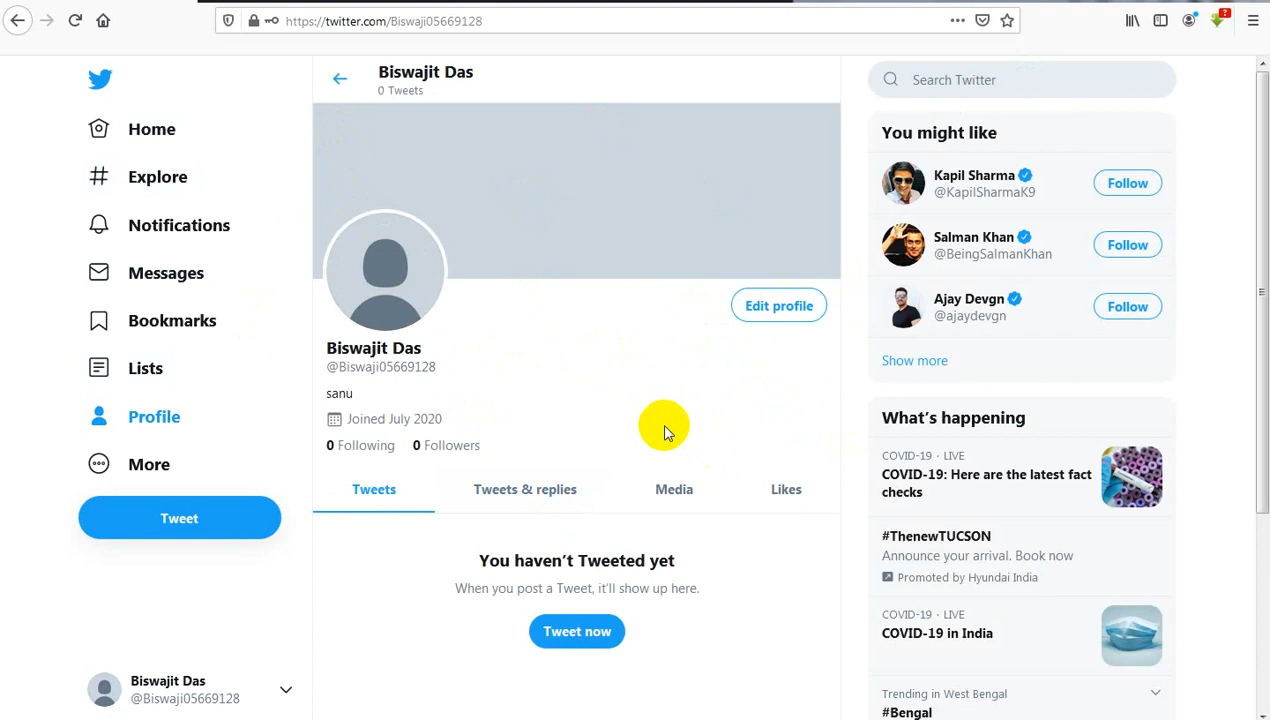 https://twitter.com/Biswaji05669128
?
Home
Explore
Notifications
Messages
Bookmarks
Lists
Profile
More
Tweet
Biswajit Das
@Biswaji05669128
Biswajit Das
0 Tweets
Edit profile
Biswajit Das
@Biswaji05669128
sanu
Joined July 2020
0 Following 0 Followers
Tweets Tweets & replies Media Likes
You haven’t Tweeted yet
When you post a Tweet, it’ll show up here.
Tweet now
Search Twitter
You might like
Kapil Sharma
@KapilSharmaK9
Follow
Salman Khan
@BeingSalmanKhan
Follow
Ajay Devgn
@ajaydevgn
Follow
Show more
What’s happening
COVID-19 · LIVE
COVID-19: Here are the latest fact
checks
#ThenewTUCSON
Announce your arrival. Book now
Promoted by Hyundai India
COVID-19 · LIVE
COVID-19 in India
Trending in West Bengal
#Bengal